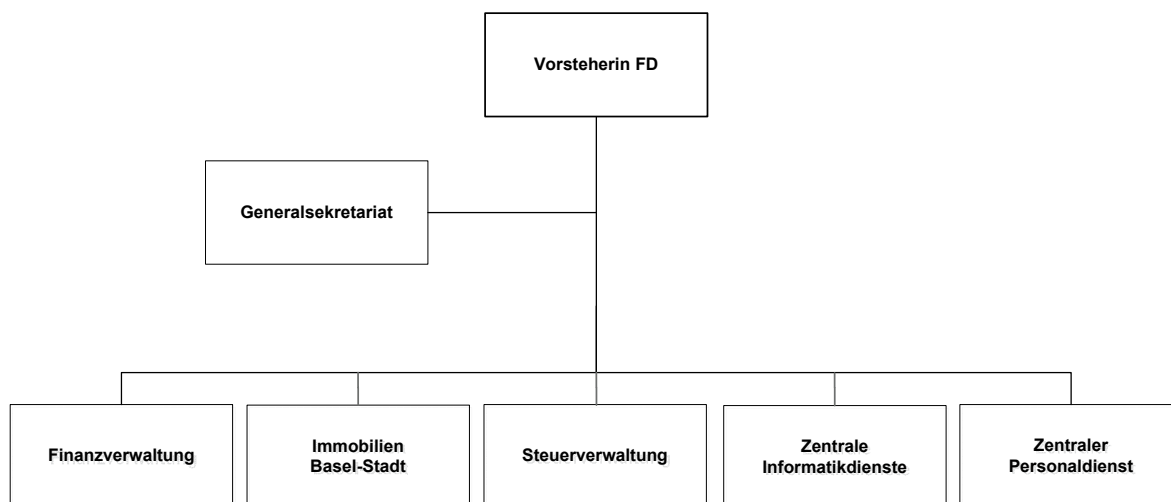 Vorsteherin FD
Generalsekretariat
Finanzverwaltung
Immobilien
Basel-Stadt
Steuerverwaltung
Zentrale
Informatikdienste
Zentraler
Personaldienst